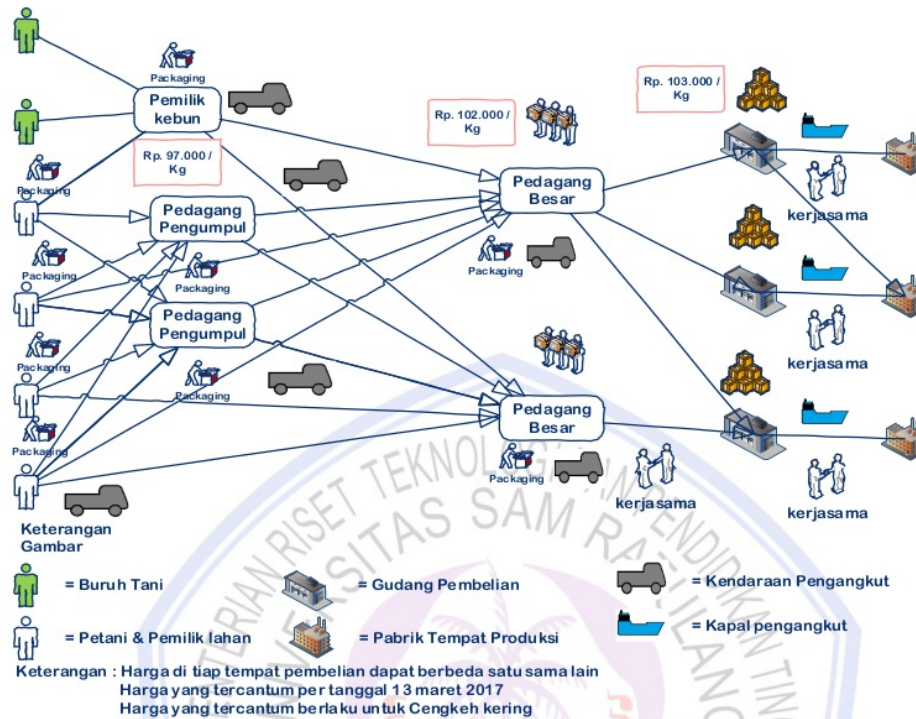 Packaging
Pemilik
kebun
Rp. 97.000 /
Kg
Rp. 102.000 /
Kg
Rp. 103.000 /
Kg
Packaging
Pedagang
Pengumpul
Pedagang
Besar
kerjasama
Packaging
Packaging
Packaging
Pedagang
Pengumpul
kerjasama
Packaging
Packaging
Packaging
Pedagang
Besar
Packaging
kerjasama
kerjasama
Keterangan
Gambar
= Buruh Tani
= Gudang Pembelian
= Kendaraan Pengangkut
= Petani & Pemilik lahan
= Pabrik Tempat Produksi
= Kapal pengangkut
Keterangan : Harga di tiap tempat pembelian dapat berbeda satu sama lain
Harga yang tercantum per tanggal 13 maret 2017
Harga yang tercantum berlaku untuk Cengkeh kering